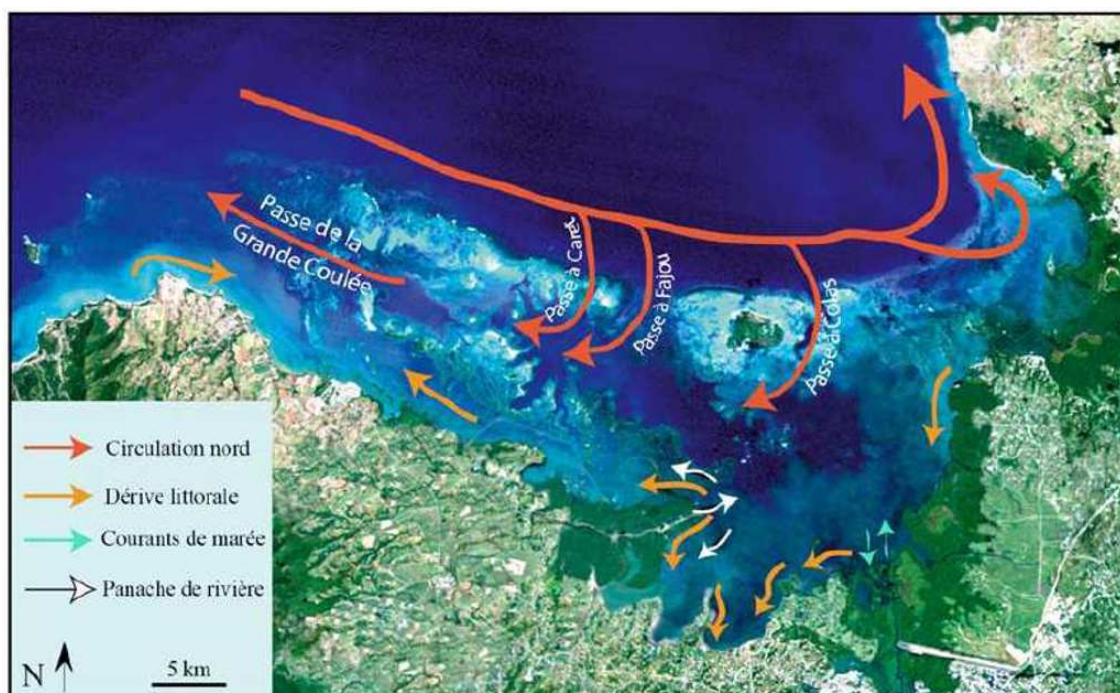 Passe de la
Grande Coulée
Passe à Caret
Passe à Fajou
Passe à Colas
Circulation nord
Dérive littorale
Courants de marée
Panache de rivière
N
5 km